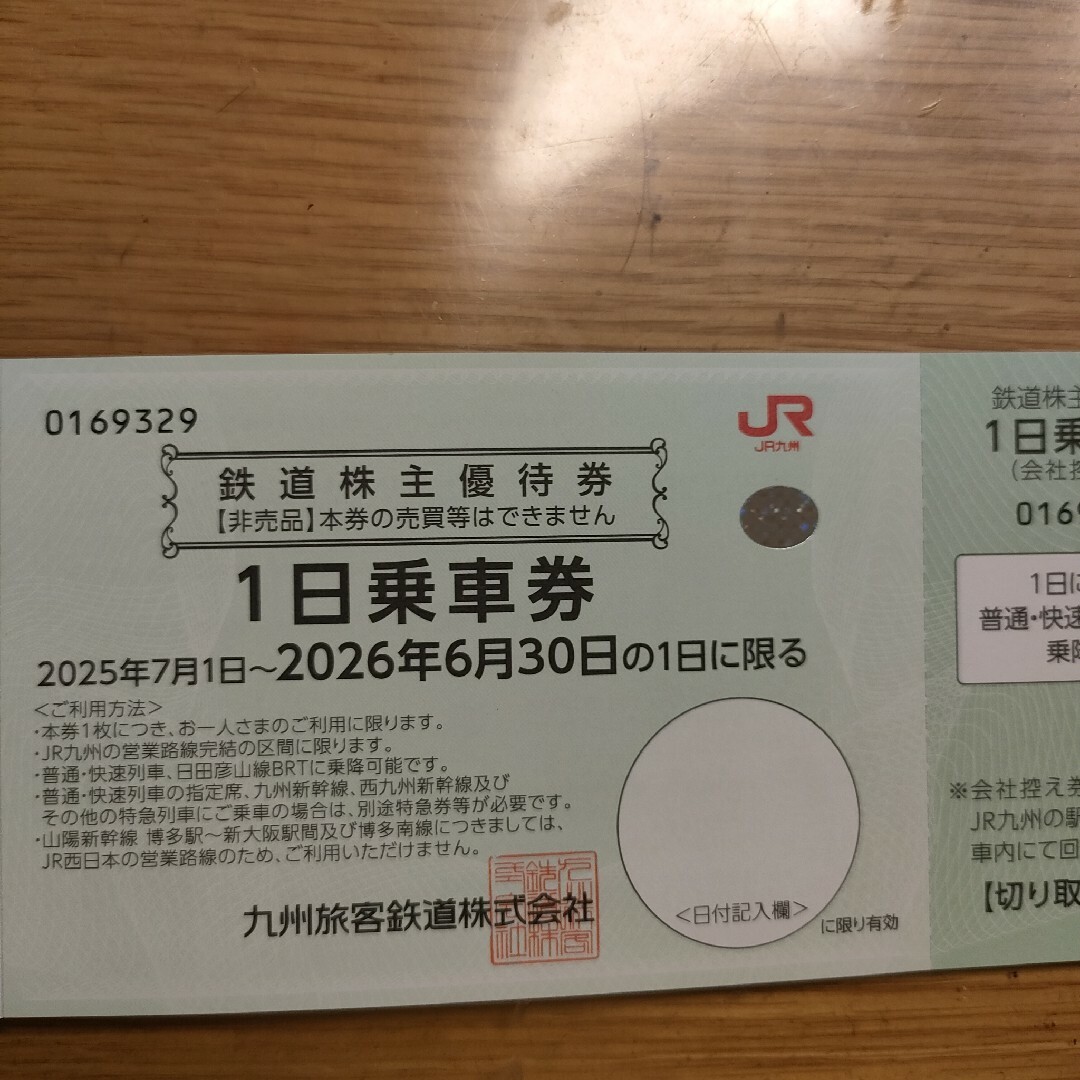 0169329
JR
JR九州
鉄道株主優待券
【非売品】本券の売買等はできません
1日乗車券
2025年7月1日～2026年6月30日の1日に限る
＜ご利用方法＞
・本券1枚につき、お一人さまのご利用に限ります。
・JR九州の営業路線完結の区間に限ります。
・普通・快速列車、日田彦山線BRTに乗降可能です。
・普通・快速列車の指定席、九州新幹線、西九州新幹線及び
その他の特急列車にご乗車の場合は、別途特急券等が必要です。
・山陽新幹線 博多駅～新大阪駅間及び博多南線につきましては、
JR西日本の営業路線のため、ご利用いただけません。
九州旅客鉄道株式会社
＜日付記入欄＞
に限り有効
鉄道株主
1日乗
（会社控
0169
1日に
普通・快速
乗降
※会社控え券
JR九州の駅
車内にて回
【切り取